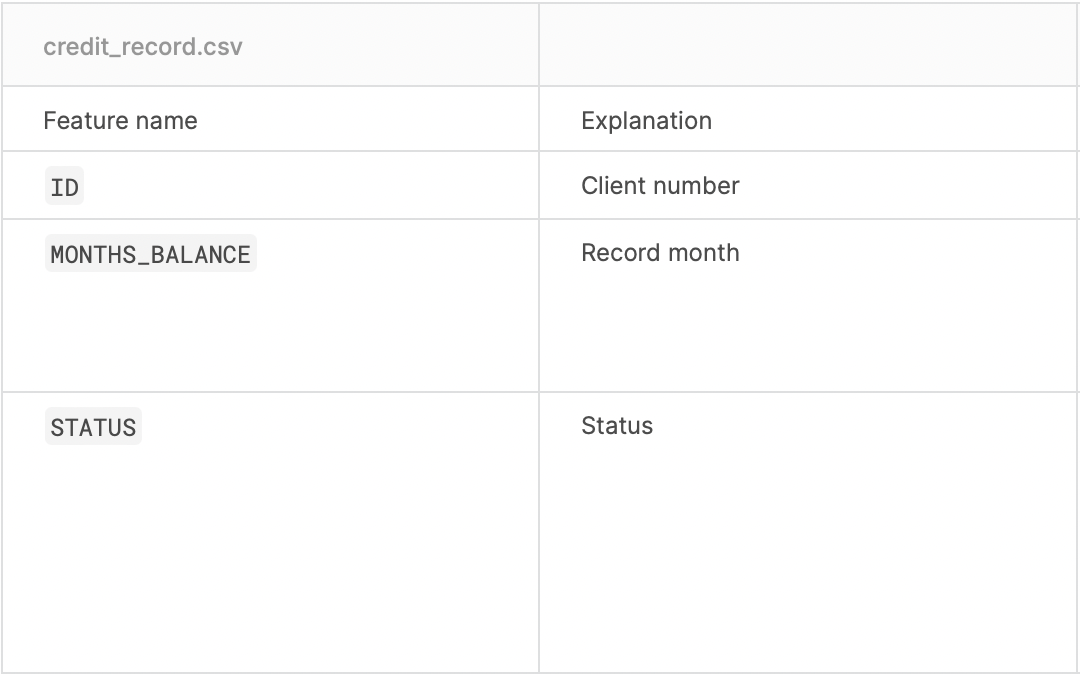 credit_record.csv
Feature name Explanation
ID Client number
MONTHS_BALANCE Record month
STATUS Status